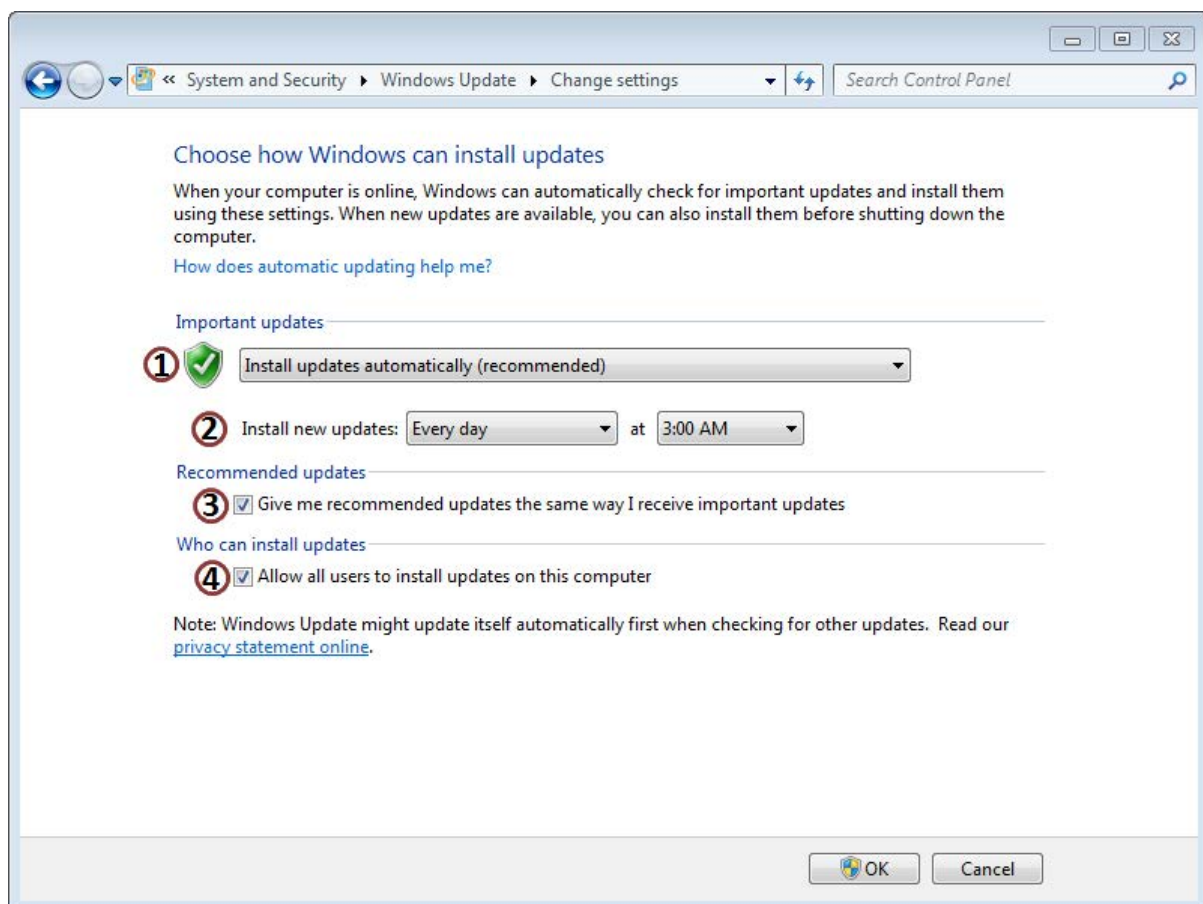 « System and Security ▸ Windows Update ▸ Change settings
Search Control Panel
Choose how Windows can install updates
When your computer is online, Windows can automatically check for important updates and install them
using these settings. When new updates are available, you can also install them before shutting down the
computer.
How does automatic updating help me?
Important updates
1 Install updates automatically (recommended)
2 Install new updates: Every day at 3:00 AM
Recommended updates
3 Give me recommended updates the same way I receive important updates
Who can install updates
4 Allow all users to install updates on this computer
Note: Windows Update might update itself automatically first when checking for other updates. Read our
privacy statement online.
OK Cancel